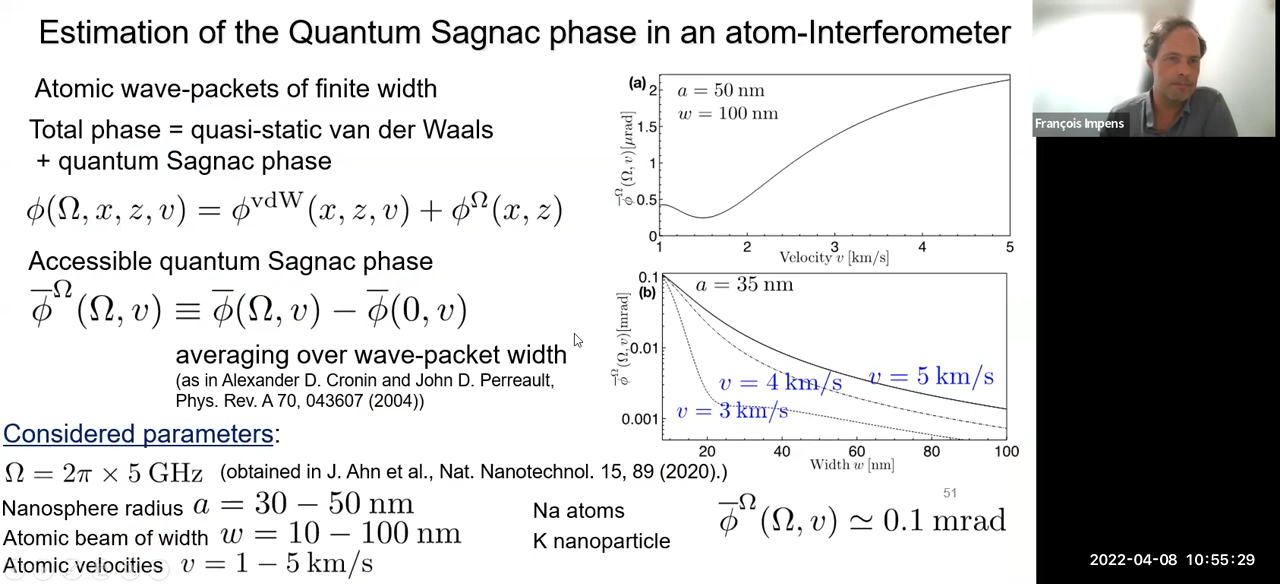 Estimation of the Quantum Sagnac phase in an atom-Interferometer
Atomic wave-packets of finite width
Total phase = quasi-static van der Waals
+ quantum Sagnac phase
ϕ(Ω, x, z, v) = ϕ^vdW(x, z, v) + ϕ^Ω(x, z)
Accessible quantum Sagnac phase
ϕ̅^Ω(Ω, v) ≡ ϕ̅(Ω, v) − ϕ̅(0, v)
averaging over wave-packet width
(as in Alexander D. Cronin and John D. Perreault,
Phys. Rev. A 70, 043607 (2004))
Considered parameters:
Ω = 2π × 5 GHz (obtained in J. Ahn et al., Nat. Nanotechnol. 15, 89 (2020).)
Nanosphere radius a = 30 − 50 nm
Atomic beam of width w = 10 − 100 nm
Atomic velocities v = 1 − 5 km/s
Na atoms
K nanoparticle
ϕ̅^Ω(Ω, v) ≃ 0.1 mrad
51
(a)
a = 50 nm
w = 100 nm
ϕ̅^Ω(Ω, v)[μrad]
2
1.5
1
0.5
0
1 2 3 4 5
Velocity v [km/s]
(b)
a = 35 nm
ϕ̅^Ω(Ω, v)[mrad]
0.1
0.01
0.001
v = 4 km/s
v = 5 km/s
v = 3 km/s
20 40 60 80 100
Width w [nm]
François Impens
2022-04-08 10:55:29